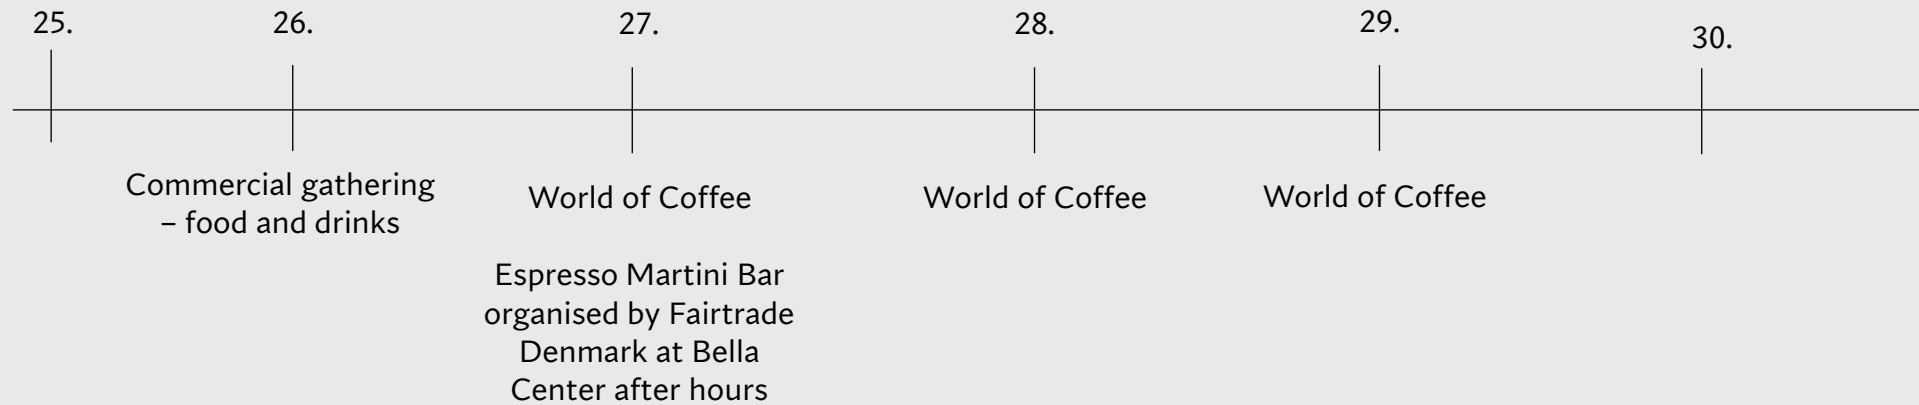 25.
26.
27.
28.
29.
30.
Commercial gathering
– food and drinks
World of Coffee
Espresso Martini Bar
organised by Fairtrade
Denmark at Bella
Center after hours
World of Coffee
World of Coffee